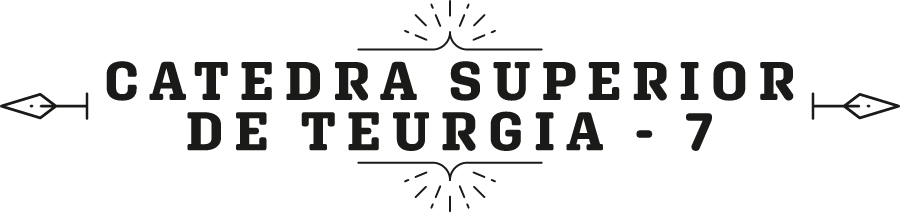 CATEDRA SUPERIOR
DE TEURGIA - 7